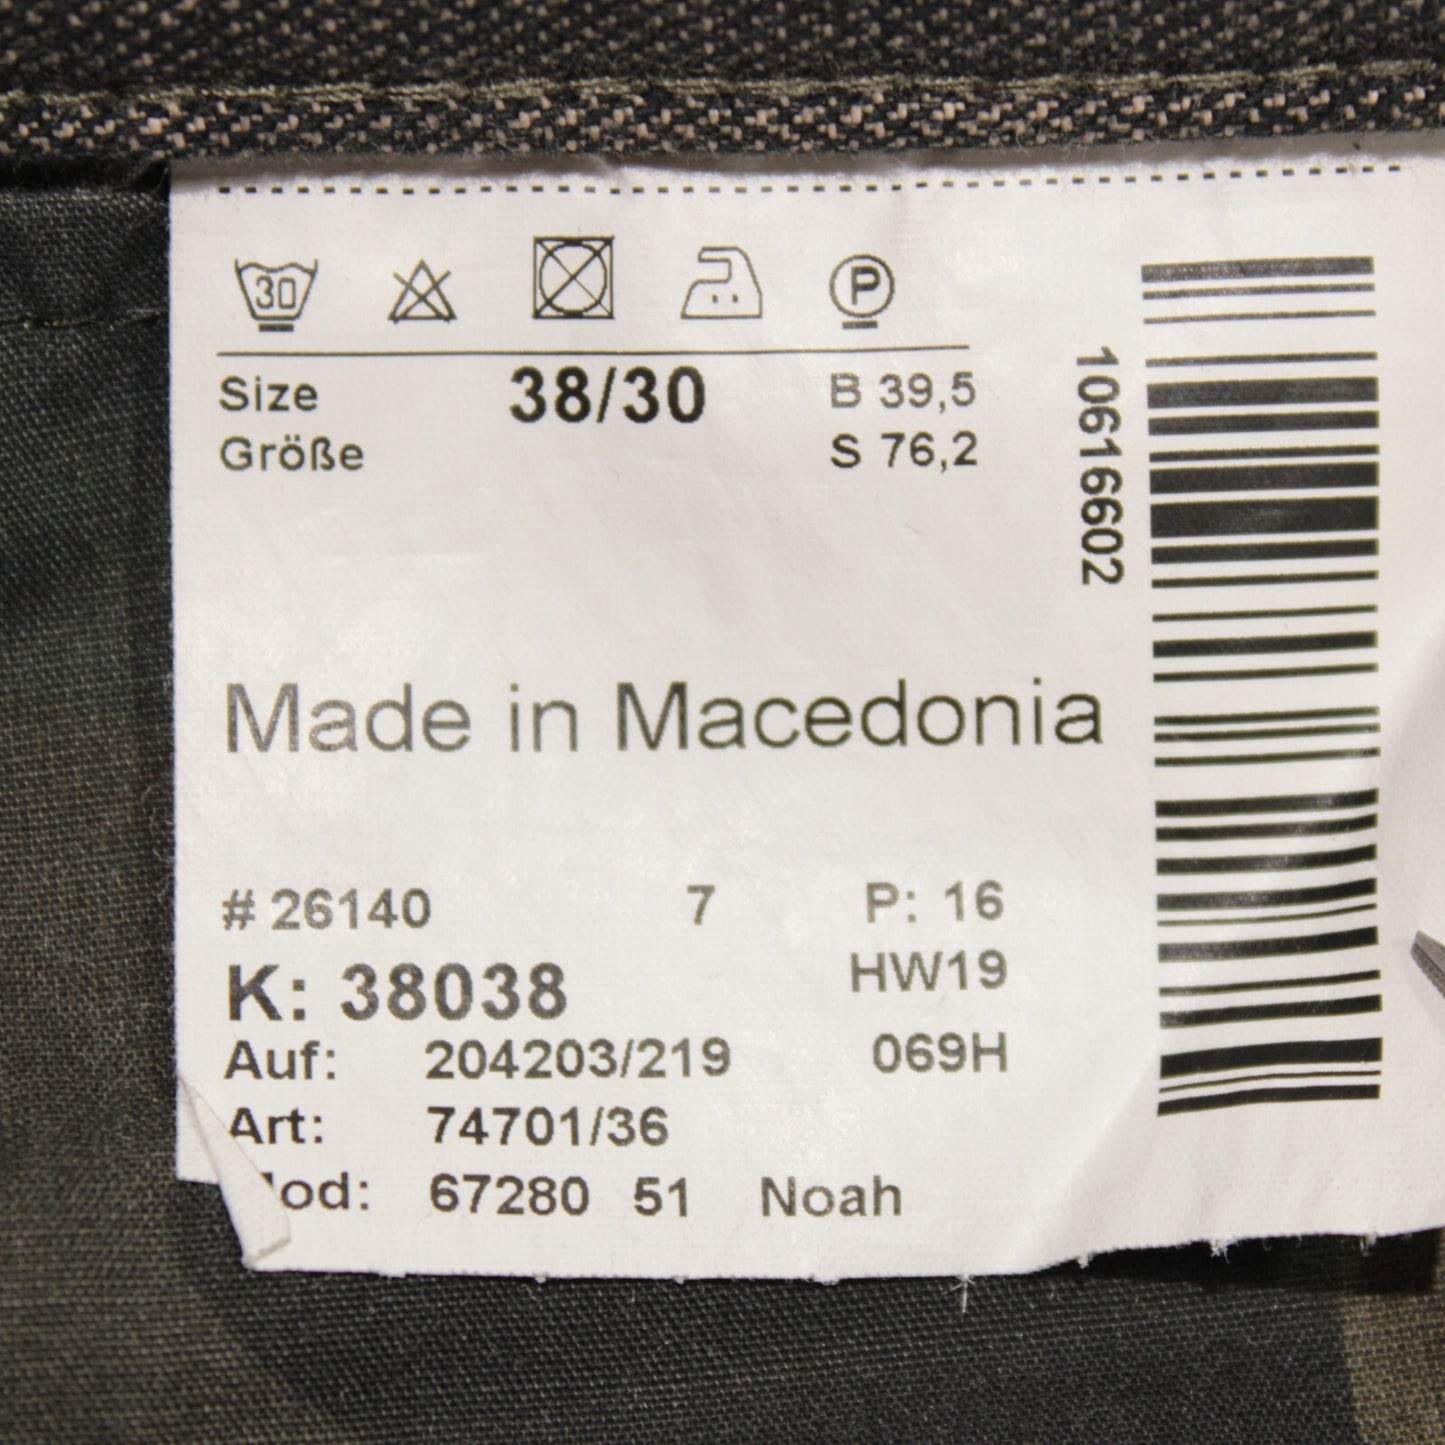 30 P
Size 38/30 B 39,5
Größe S 76,2
10616602
Made in Macedonia
# 26140 7 P: 16
K: 38038 HW19
Auf: 204203/219 069H
Art: 74701/36
od: 67280 51 Noah